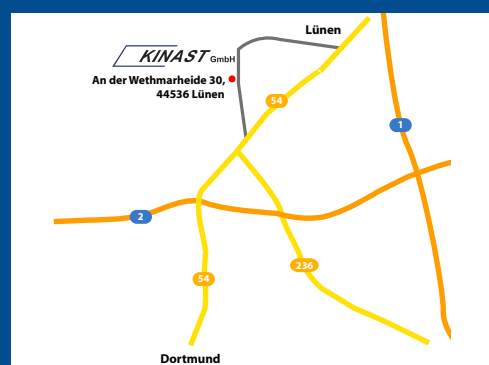 Lünen
KINAST GmbH
An der Wethmarheide 30,
44536 Lünen
54
1
2
236
54
Dortmund